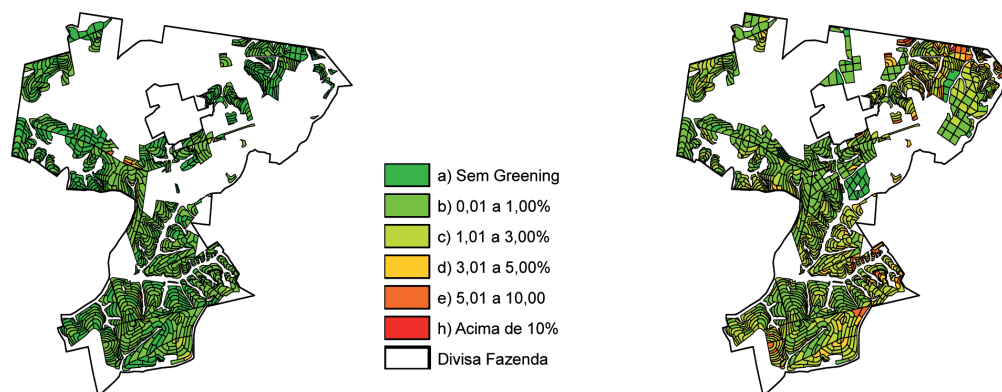 a) Sem Greening
b) 0,01 a 1,00%
c) 1,01 a 3,00%
d) 3,01 a 5,00%
e) 5,01 a 10,00
h) Acima de 10%
Divisa Fazenda